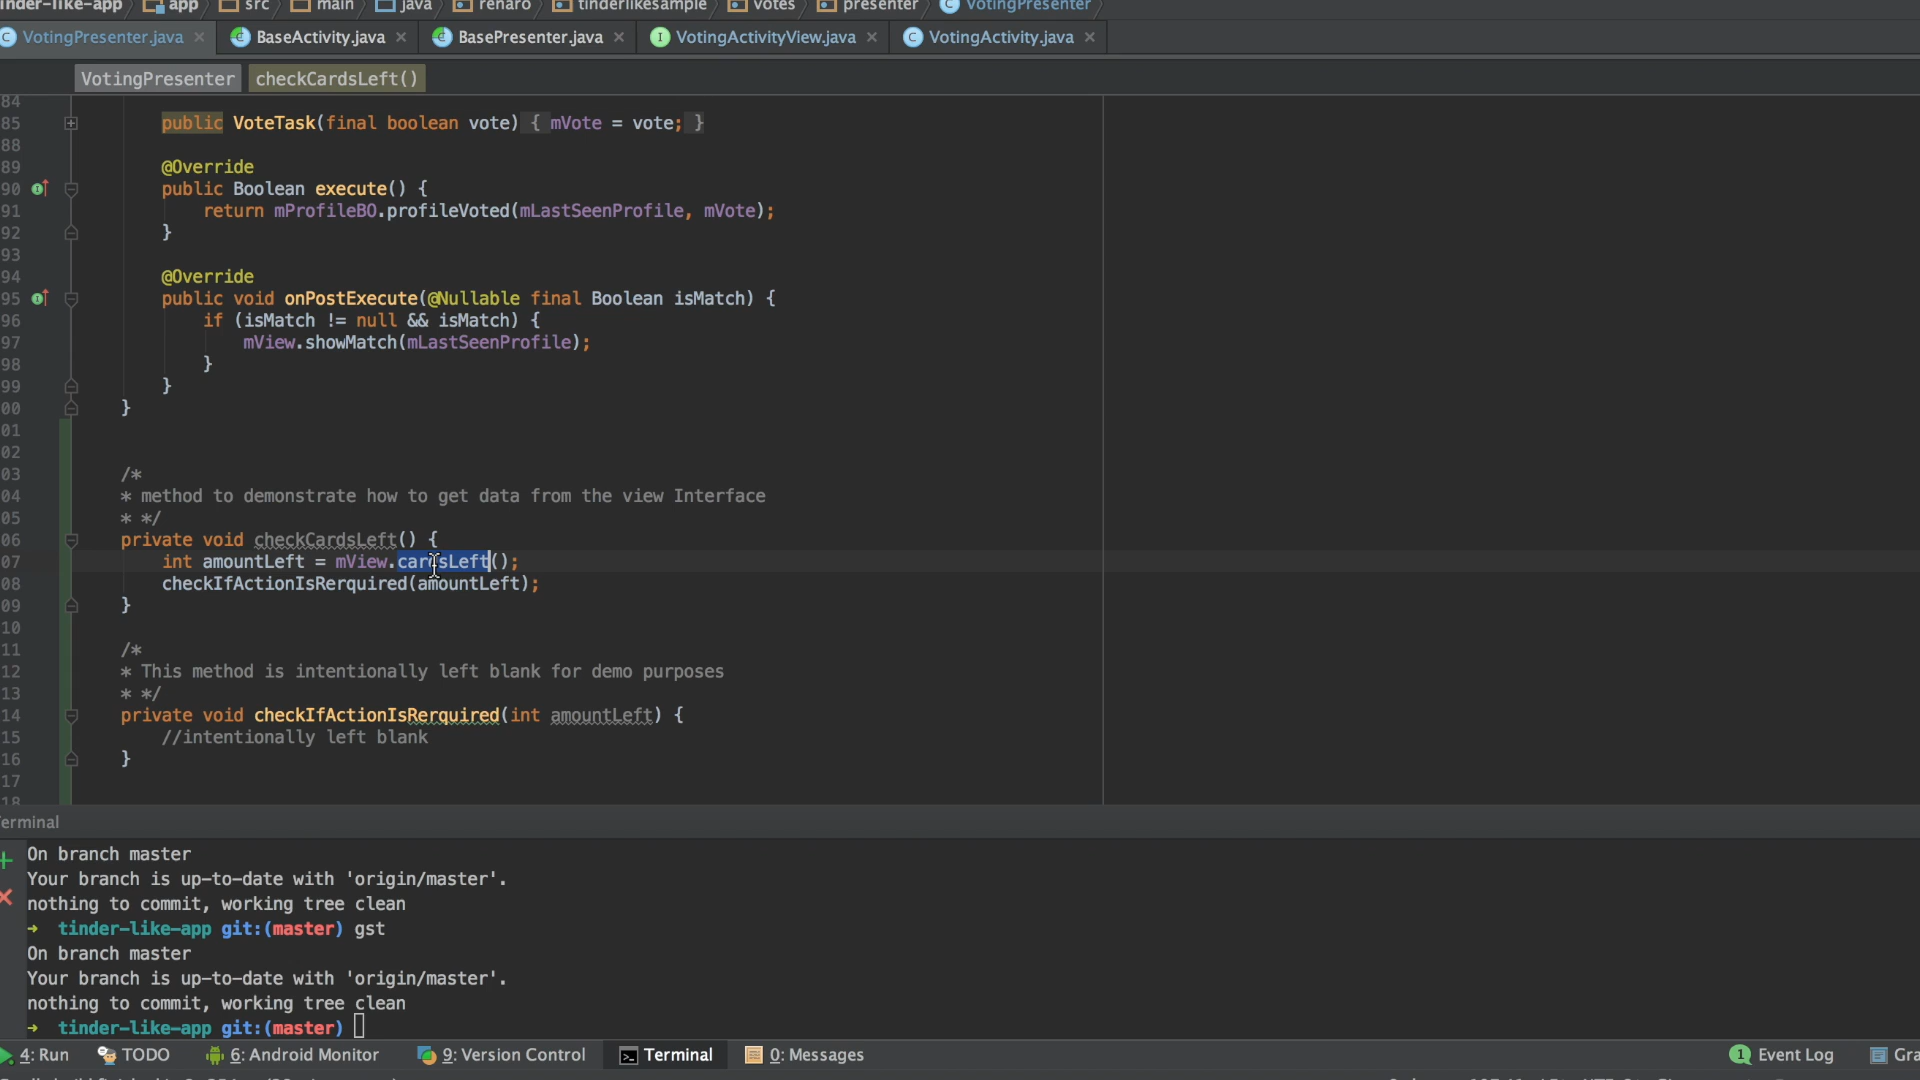 inder-like-app app src main java renaro tinderlikesample votes presenter VotingPresenter
VotingPresenter.java BaseActivity.java BasePresenter.java VotingActivityView.java VotingActivity.java
VotingPresenter checkCardsLeft()
84
85 public VoteTask(final boolean vote) { mVote = vote; }
88
89 @Override
90 public Boolean execute() {
91 return mProfileBO.profileVoted(mLastSeenProfile, mVote);
92 }
93
94 @Override
95 public void onPostExecute(@Nullable final Boolean isMatch) {
96 if (isMatch != null && isMatch) {
97 mView.showMatch(mLastSeenProfile);
98 }
99 }
00 }
01
02
03 /*
04 * method to demonstrate how to get data from the view Interface
05 * */
06 private void checkCardsLeft() {
07 int amountLeft = mView.cardsLeft();
08 checkIfActionIsRerquired(amountLeft);
09 }
10
11 /*
12 * This method is intentionally left blank for demo purposes
13 * */
14 private void checkIfActionIsRerquired(int amountLeft) {
15 //intentionally left blank
16 }
17
18
erminal
On branch master
Your branch is up-to-date with 'origin/master'.
nothing to commit, working tree clean
→ tinder-like-app git:(master) gst
On branch master
Your branch is up-to-date with 'origin/master'.
nothing to commit, working tree clean
→ tinder-like-app git:(master)
4: Run TODO 6: Android Monitor 9: Version Control Terminal 0: Messages 1 Event Log Gra